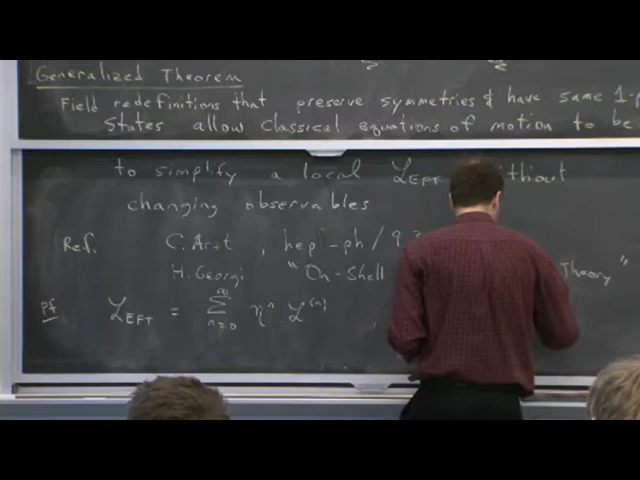 Generalized Theorem
Field redefinitions that preserve symmetries & have same 1-p
States allow classical equations of motion to be
to simplify a local ℒ_EFT without
changing observables
Ref. C. Arzt, hep-ph/9
H. Georgi "On-Shell Theory"
pf ℒ_EFT = Σ_{n=0}^∞ η^n ℒ^(n)